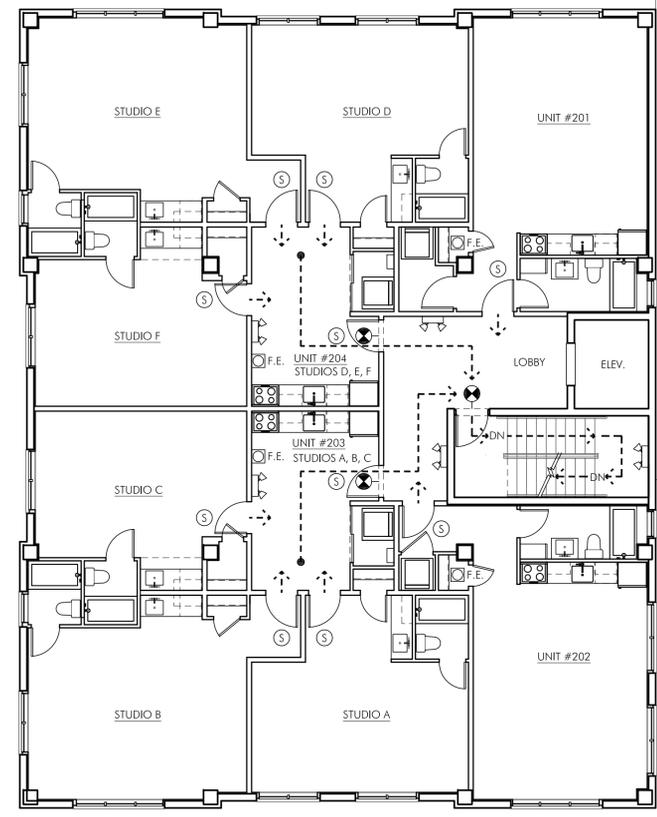 STUDIO E
STUDIO D
UNIT #201
S
S
F.E.
S
S
STUDIO F
S
F.E.
UNIT #204
STUDIOS D, E, F
LOBBY
ELEV.
UNIT #203
STUDIOS A, B, C
DN
F.E.
S
DN
STUDIO C
S
S
F.E.
S
S
UNIT #202
STUDIO B
STUDIO A